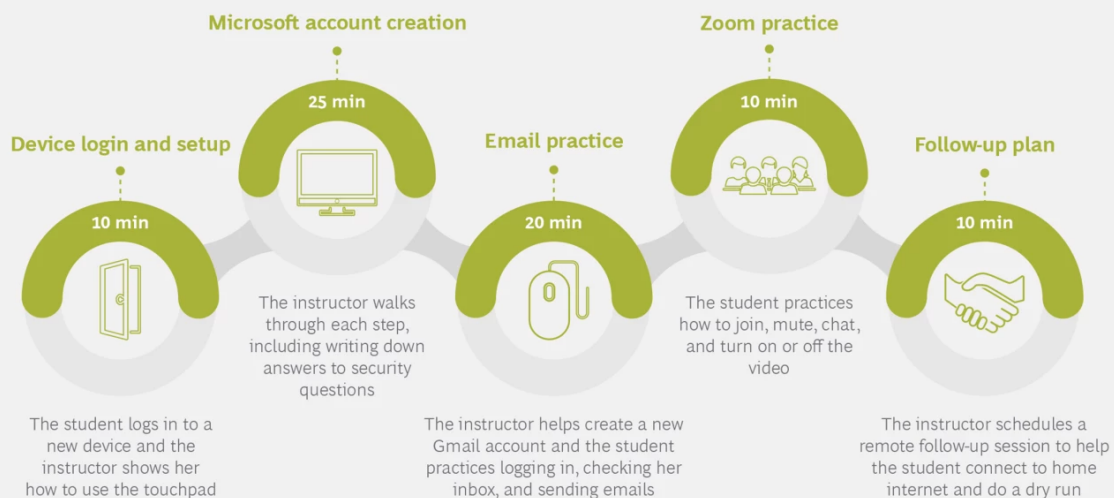 Device login and setup
10 min
The student logs in to a
new device and the
instructor shows her
how to use the touchpad
Microsoft account creation
25 min
The instructor walks
through each step,
including writing down
answers to security
questions
Email practice
20 min
The instructor helps create a new
Gmail account and the student
practices logging in, checking her
inbox, and sending emails
Zoom practice
10 min
The student practices
how to join, mute, chat,
and turn on or off the
video
Follow-up plan
10 min
The instructor schedules a
remote follow-up session to help
the student connect to home
internet and do a dry run